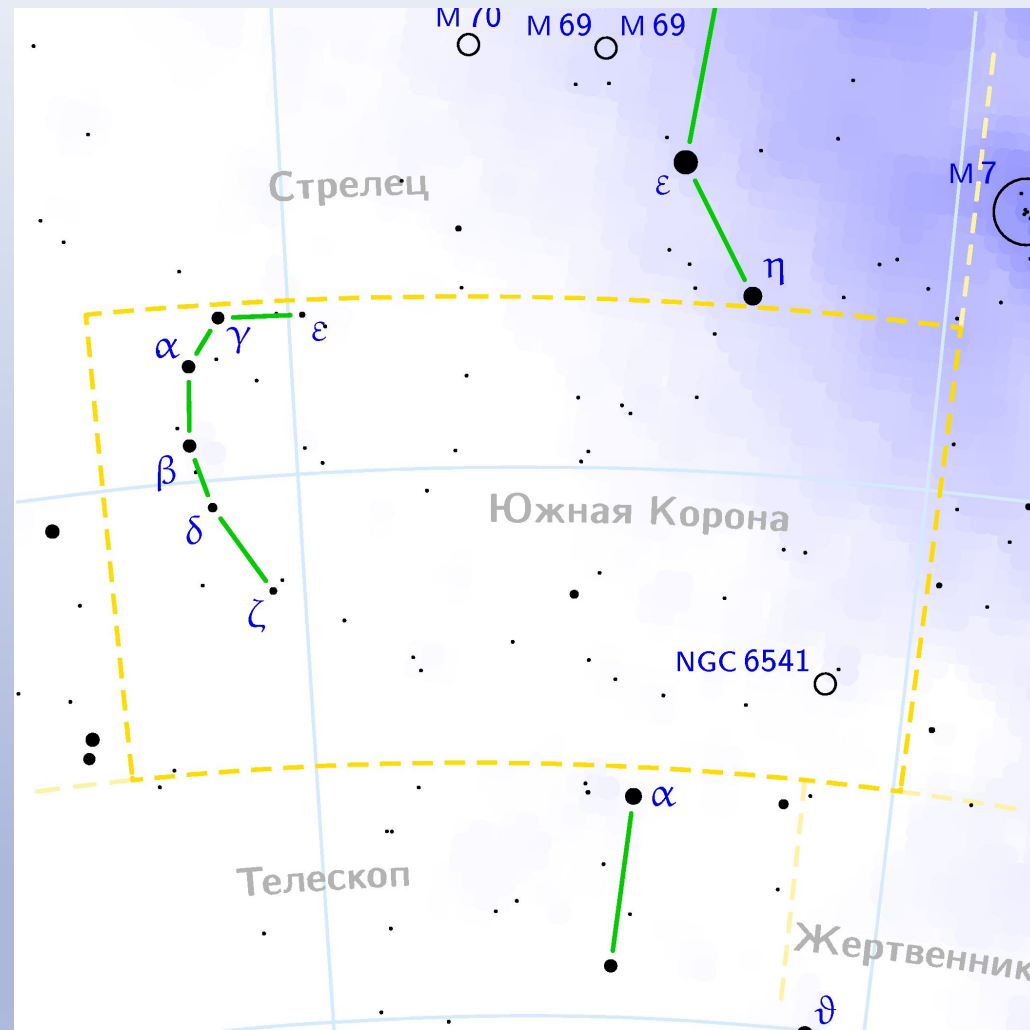 M 70
M 69
M 69
M 7
Стрелец
ε
η
α
γ
ε
β
δ
Южная Корона
ζ
NGC 6541
α
Телескоп
Жертвенник
ϑ